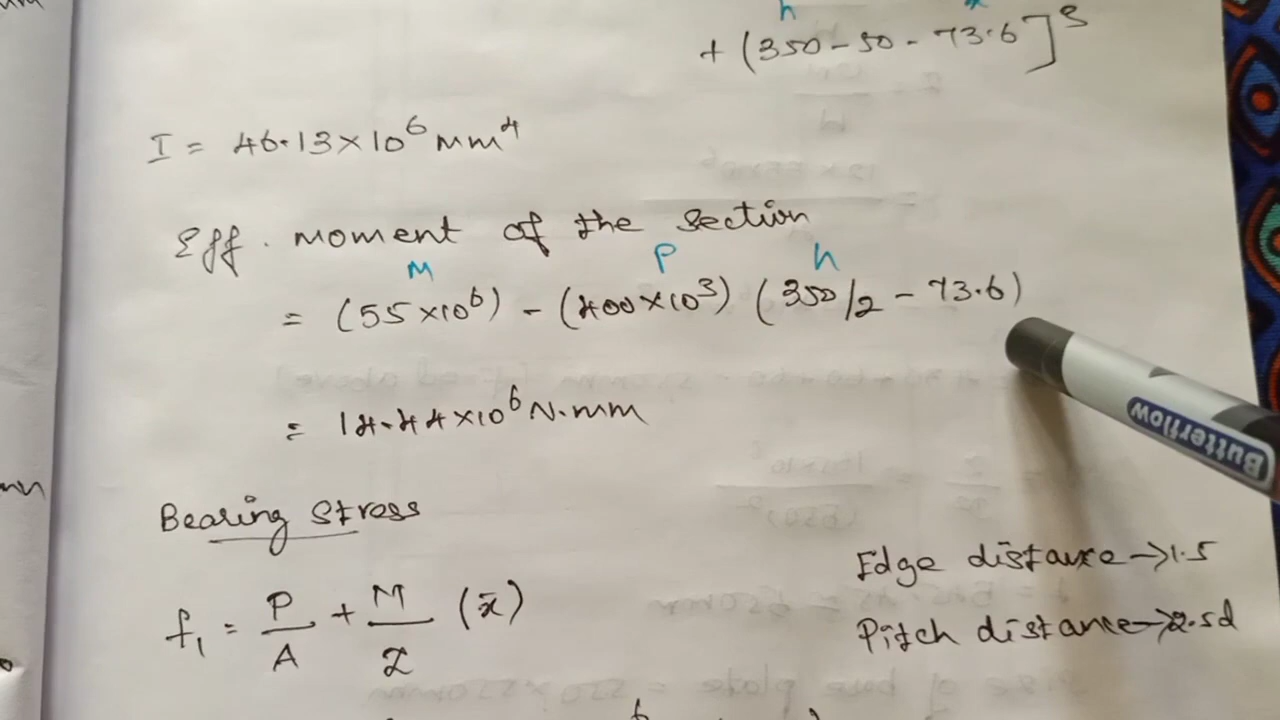 h x
+ (350-50-73.6]3
I = 46.13×10⁶ mm⁴
Eff. moment of the section
M P h
= (55×10⁶) - (400×10³) (350/2 - 73.6)
= 14.44×10⁶ N.mm
Bearing Stress
Edge distance → 1.5
Pitch distance → 2.5d
f₁ = P/A + M/I (x̄)
Butterflow